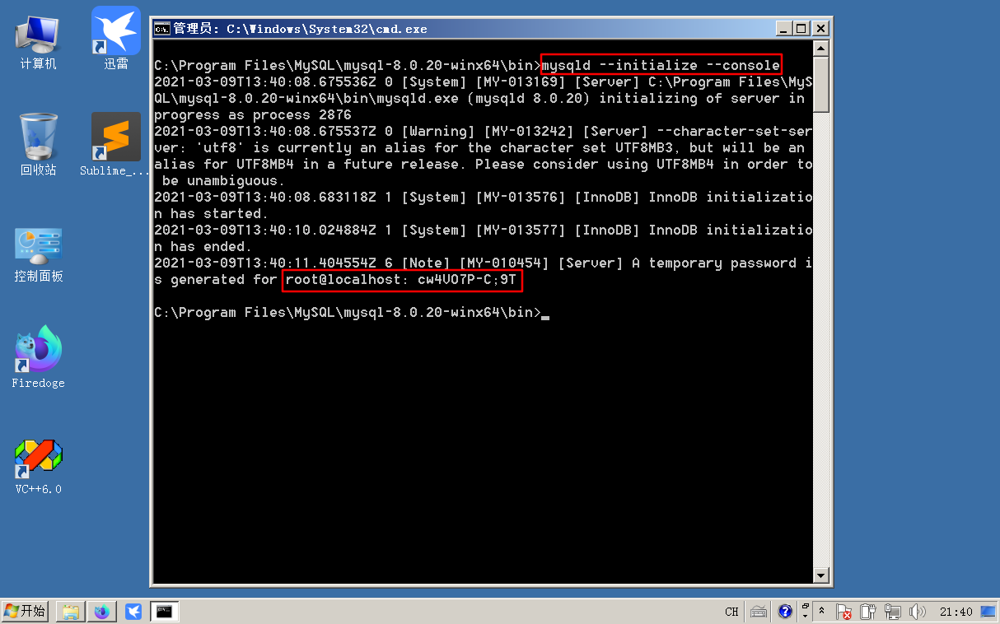 计算机
迅雷
回收站
Sublime_...
控制面板
Firedoge
VC++6.0
管理员: C:\Windows\System32\cmd.exe
C:\Program Files\MySQL\mysql-8.0.20-winx64\bin>mysqld --initialize --console
2021-03-09T13:40:08.675536Z 0 [System] [MY-013169] [Server] C:\Program Files\MyS
QL\mysql-8.0.20-winx64\bin\mysqld.exe (mysqld 8.0.20) initializing of server in
progress as process 2876
2021-03-09T13:40:08.675537Z 0 [Warning] [MY-013242] [Server] --character-set-ser
ver: 'utf8' is currently an alias for the character set UTF8MB3, but will be an
alias for UTF8MB4 in a future release. Please consider using UTF8MB4 in order to
be unambiguous.
2021-03-09T13:40:08.683118Z 1 [System] [MY-013576] [InnoDB] InnoDB initializatio
n has started.
2021-03-09T13:40:10.024884Z 1 [System] [MY-013577] [InnoDB] InnoDB initializatio
n has ended.
2021-03-09T13:40:11.404554Z 6 [Note] [MY-010454] [Server] A temporary password i
s generated for root@localhost: cw4VO7P-C;9T
C:\Program Files\MySQL\mysql-8.0.20-winx64\bin>_
开始
CH
21:40